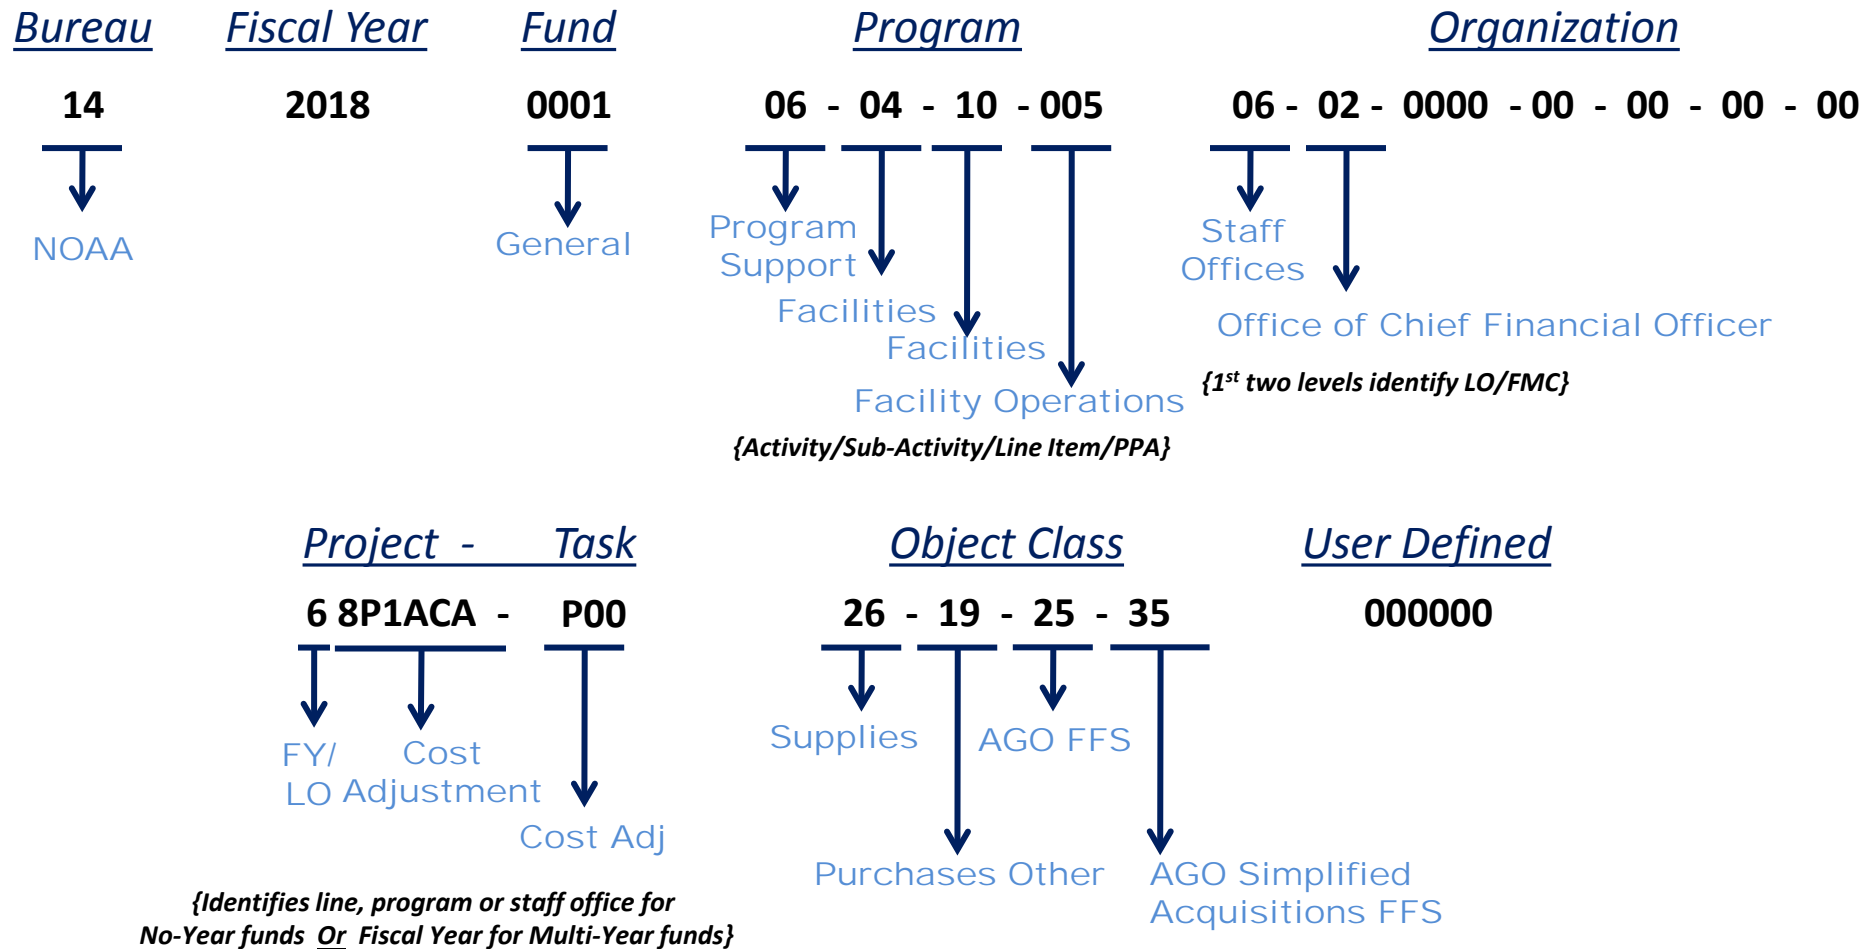 Bureau Fiscal Year Fund Program Organization
14 2018 0001 06 - 04 - 10 - 005 06 - 02 - 0000 - 00 - 00 - 00 - 00
NOAA
General
Program
Support
Facilities
Facilities
Facility Operations
{Activity/Sub-Activity/Line Item/PPA}
Staff
Offices
Office of Chief Financial Officer
{1st two levels identify LO/FMC}
Project - Task Object Class User Defined
6 8P1ACA - P00 26 - 19 - 25 - 35 000000
FY/
LO
Cost
Adjustment
Cost Adj
{Identifies line, program or staff office for
No-Year funds Or Fiscal Year for Multi-Year funds}
Supplies
AGO FFS
Purchases Other
AGO Simplified
Acquisitions FFS